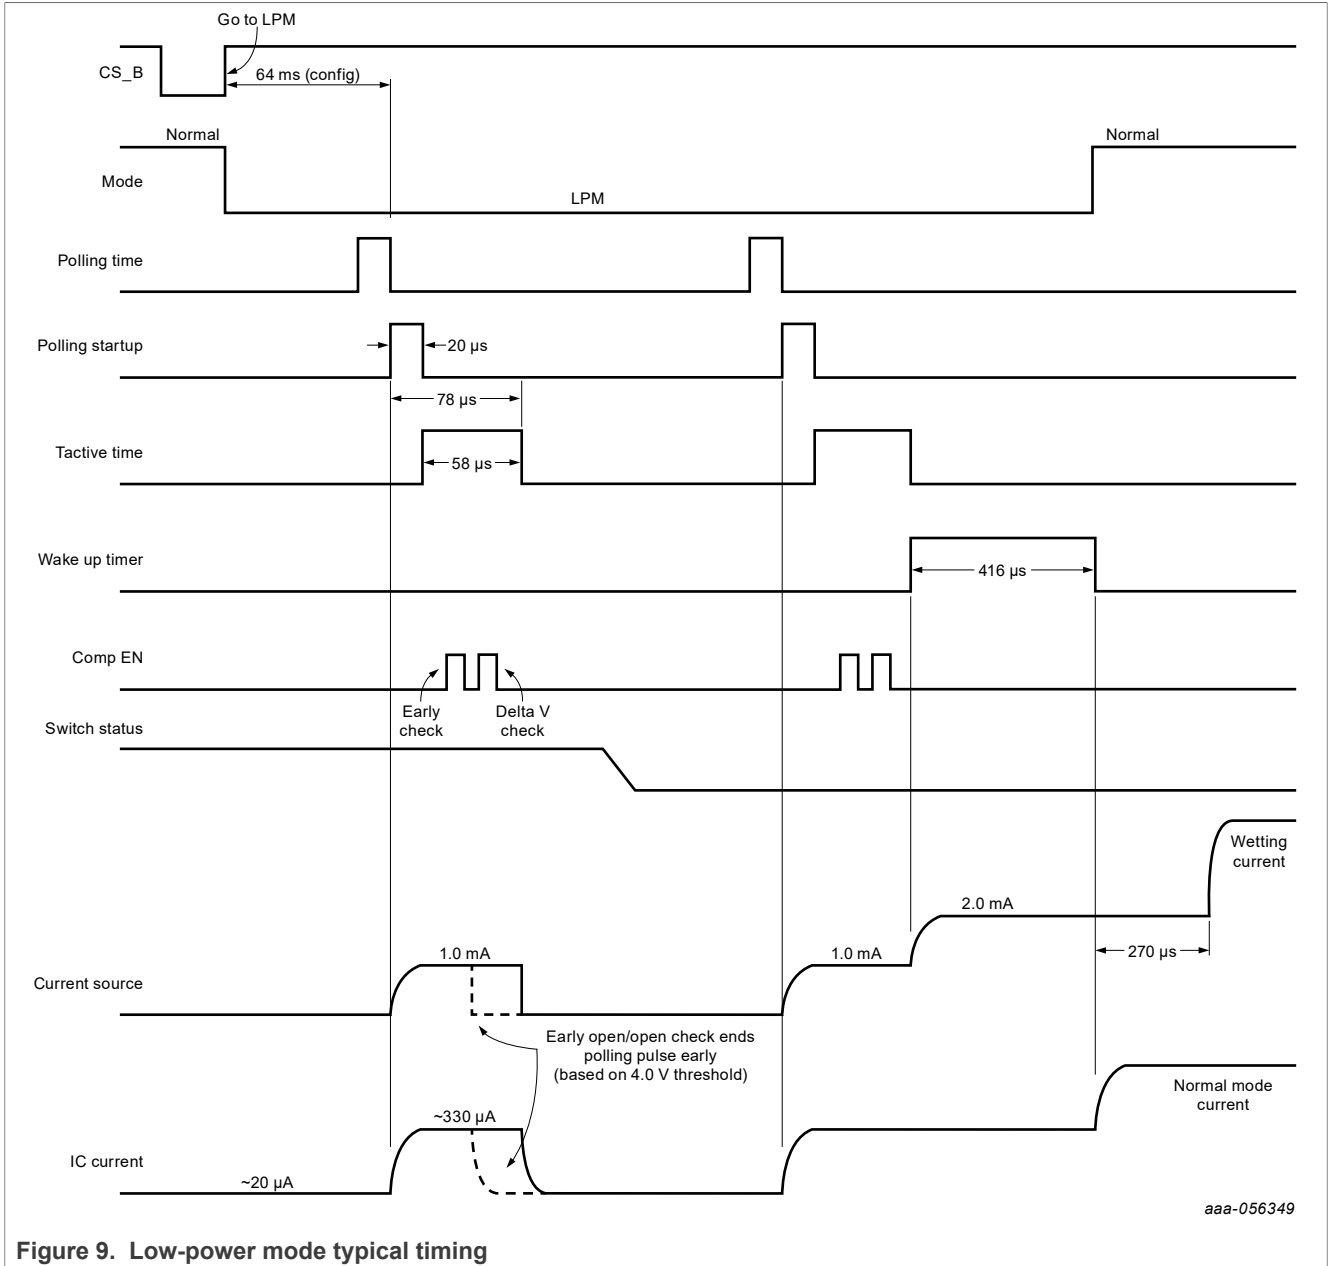 Go to LPM
CS_B
64 ms (config)
Normal
Normal
Mode
LPM
Polling time
Polling startup
20 µs
78 µs
Tactive time
58 µs
Wake up timer
416 µs
Comp EN
Early
check
Delta V
check
Switch status
Wetting
current
2.0 mA
1.0 mA
1.0 mA
270 µs
Current source
Early open/open check ends
polling pulse early
(based on 4.0 V threshold)
Normal mode
current
~330 µA
IC current
~20 µA
aaa-056349
Figure 9. Low-power mode typical timing